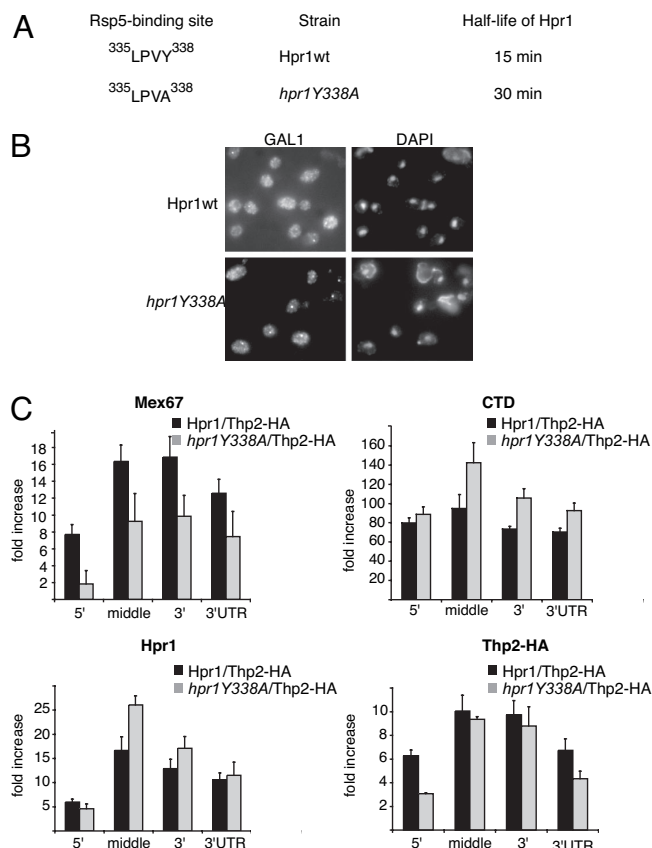 A
Rsp5-binding site Strain Half-life of Hpr1
335LPVY338 Hpr1wt 15 min
335LPVA338 hpr1Y338A 30 min
B
GAL1 DAPI
Hpr1wt
hpr1Y338A
C
Mex67
Hpr1/Thp2-HA
hpr1Y338A/Thp2-HA
fold increase
18
16
14
12
10
8
6
4
2
5' middle 3' 3'UTR
CTD
Hpr1/Thp2-HA
hpr1Y338A/Thp2-HA
fold increase
160
140
120
100
80
60
40
20
5' middle 3' 3'UTR
Hpr1
Hpr1/Thp2-HA
hpr1Y338A/Thp2-HA
fold increase
25
20
15
10
5
5' middle 3' 3'UTR
Thp2-HA
Hpr1/Thp2-HA
hpr1Y338A/Thp2-HA
fold increase
10
8
6
4
2
5' middle 3' 3'UTR